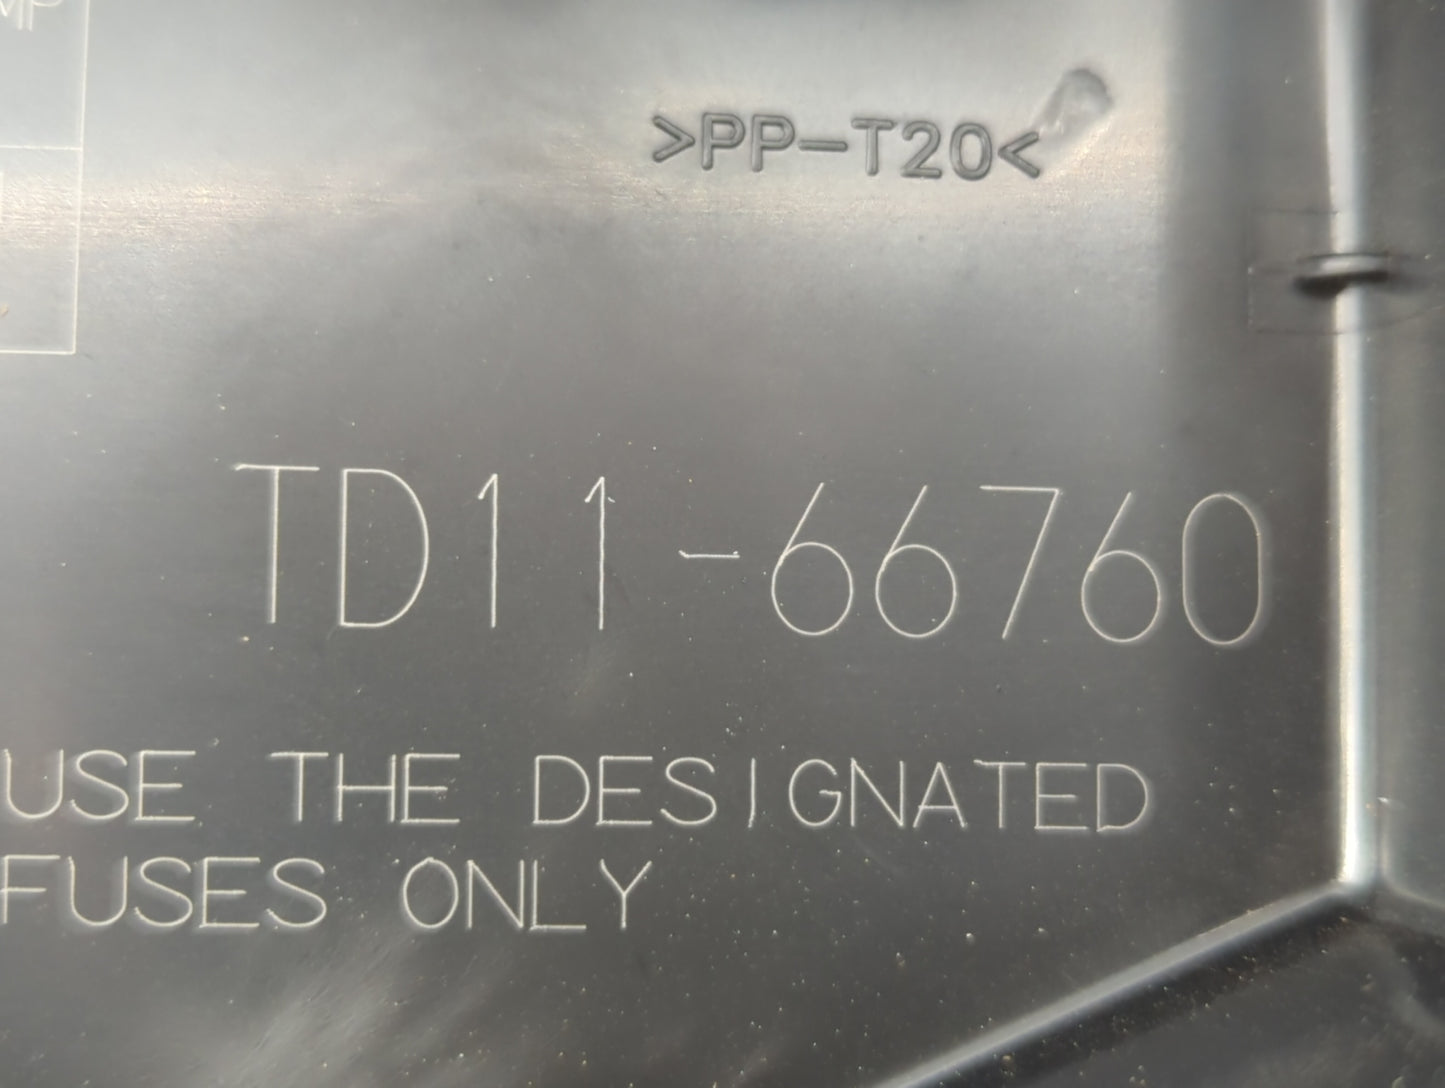 >PP-T20<
TD11-66760
USE THE DESIGNATED
FUSES ONLY